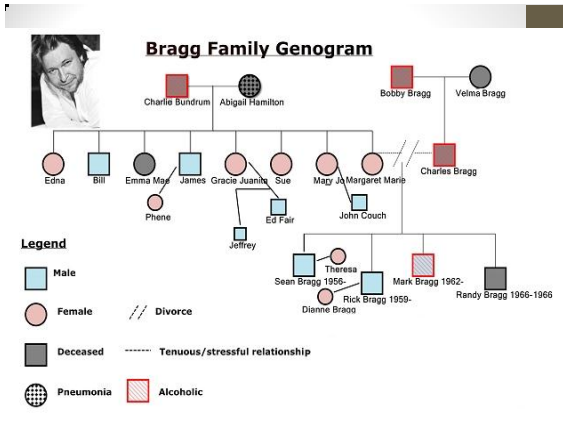 Bragg Family Genogram
Charlie Bundrum
Abigail Hamilton
Bobby Bragg
Velma Bragg
Edna
Bill
Emma Mae
James
Gracie Juanita
Sue
Mary Jo
Margaret Marie
Charles Bragg
Phene
Ed Fair
John Couch
Jeffrey
Theresa
Sean Bragg 1956-
Dianne Bragg
Rick Bragg 1959-
Mark Bragg 1962-
Randy Bragg 1966-1966
Legend
Male
Female
Divorce
Deceased
Tenuous/stressful relationship
Pneumonia
Alcoholic